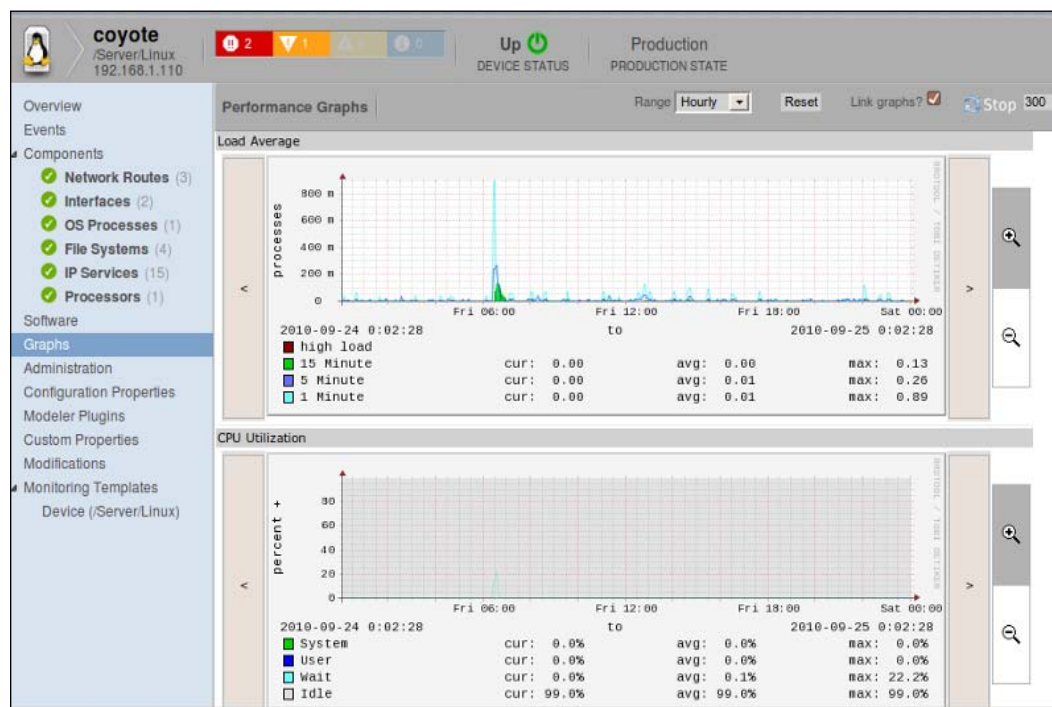 coyote
/Server/Linux
192.168.1.110
2 1 0
Up
DEVICE STATUS
Production
PRODUCTION STATE
Overview
Events
Components
Network Routes (3)
Interfaces (2)
OS Processes (1)
File Systems (4)
IP Services (15)
Processors (1)
Software
Graphs
Administration
Configuration Properties
Modeler Plugins
Custom Properties
Modifications
Monitoring Templates
Device (/Server/Linux)
Performance Graphs
Range Hourly Reset Link graphs? Stop 300
Load Average
<
processes
800 m
600 m
400 m
200 m
0
Fri 06:00 Fri 12:00 Fri 18:00 Sat 00:00
2010-09-24 0:02:28 to 2010-09-25 0:02:28
high load
15 Minute cur: 0.00 avg: 0.00 max: 0.13
5 Minute cur: 0.00 avg: 0.01 max: 0.26
1 Minute cur: 0.00 avg: 0.01 max: 0.89
RRDTOOL / TOBI OETIKER
>
CPU Utilization
<
percent +
80
60
40
20
0
Fri 06:00 Fri 12:00 Fri 18:00 Sat 00:00
2010-09-24 0:02:28 to 2010-09-25 0:02:28
System cur: 0.0% avg: 0.0% max: 0.0%
User cur: 0.0% avg: 0.0% max: 0.0%
Wait cur: 0.0% avg: 0.1% max: 22.2%
Idle cur: 99.0% avg: 99.0% max: 99.0%
RRDTOOL / TOBI OETIKER
>